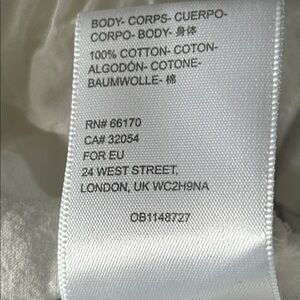 BODY- CORPS- CUERPO-
CORPO- BODY- 身体
100% COTTON- COTON-
ALGODÓN- COTONE-
BAUMWOLLE- 棉
RN# 66170
CA# 32054
FOR EU
24 WEST STREET,
LONDON, UK WC2H9NA
OB1148727